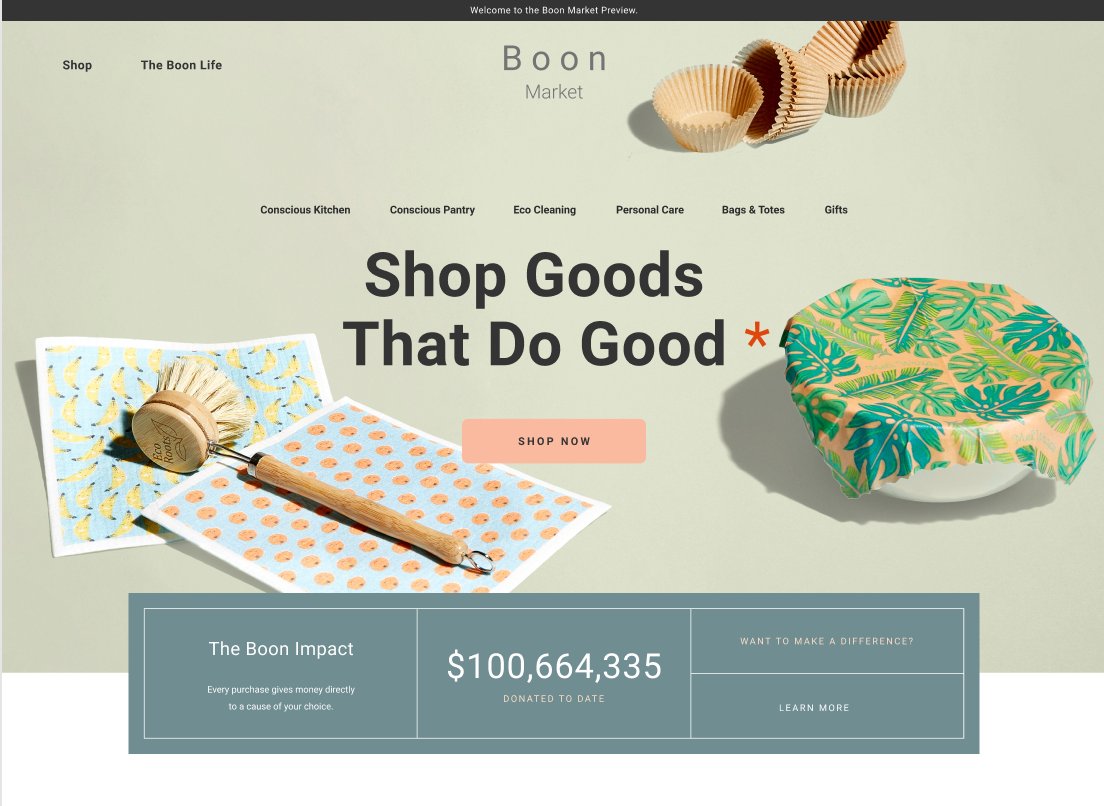 Welcome to the Boon Market Preview.
Shop
The Boon Life
Boon
Market
Conscious Kitchen
Conscious Pantry
Eco Cleaning
Personal Care
Bags & Totes
Gifts
Shop Goods
That Do Good *
Eco
Roots
SHOP NOW
The Boon Impact
Every purchase gives money directly
to a cause of your choice.
$100,664,335
DONATED TO DATE
WANT TO MAKE A DIFFERENCE?
LEARN MORE